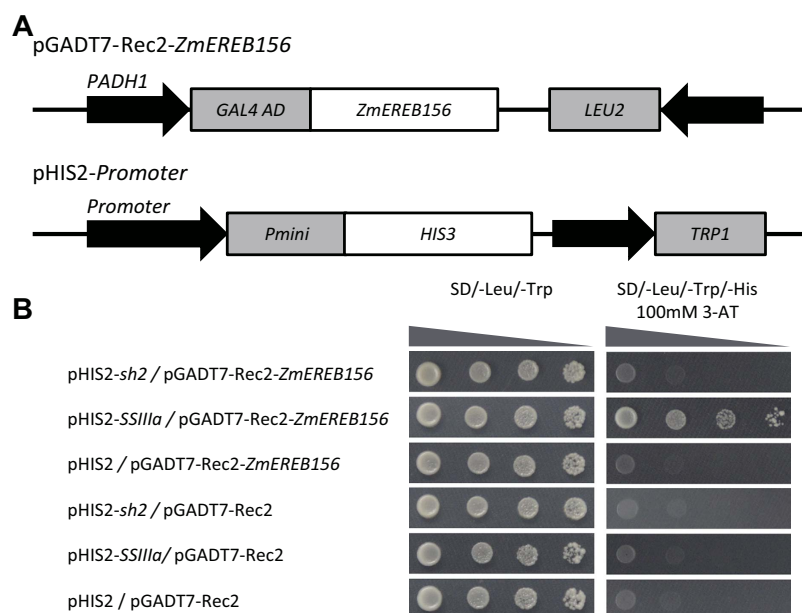 A
pGADT7-Rec2-ZmEREB156
PADH1
GAL4 AD
ZmEREB156
LEU2
pHIS2-Promoter
Promoter
Pmini
HIS3
TRP1
B
SD/-Leu/-Trp
SD/-Leu/-Trp/-His
100mM 3-AT
pHIS2-sh2 / pGADT7-Rec2-ZmEREB156
pHIS2-SSIIIa / pGADT7-Rec2-ZmEREB156
pHIS2 / pGADT7-Rec2-ZmEREB156
pHIS2-sh2 / pGADT7-Rec2
pHIS2-SSIIIa/ pGADT7-Rec2
pHIS2 / pGADT7-Rec2